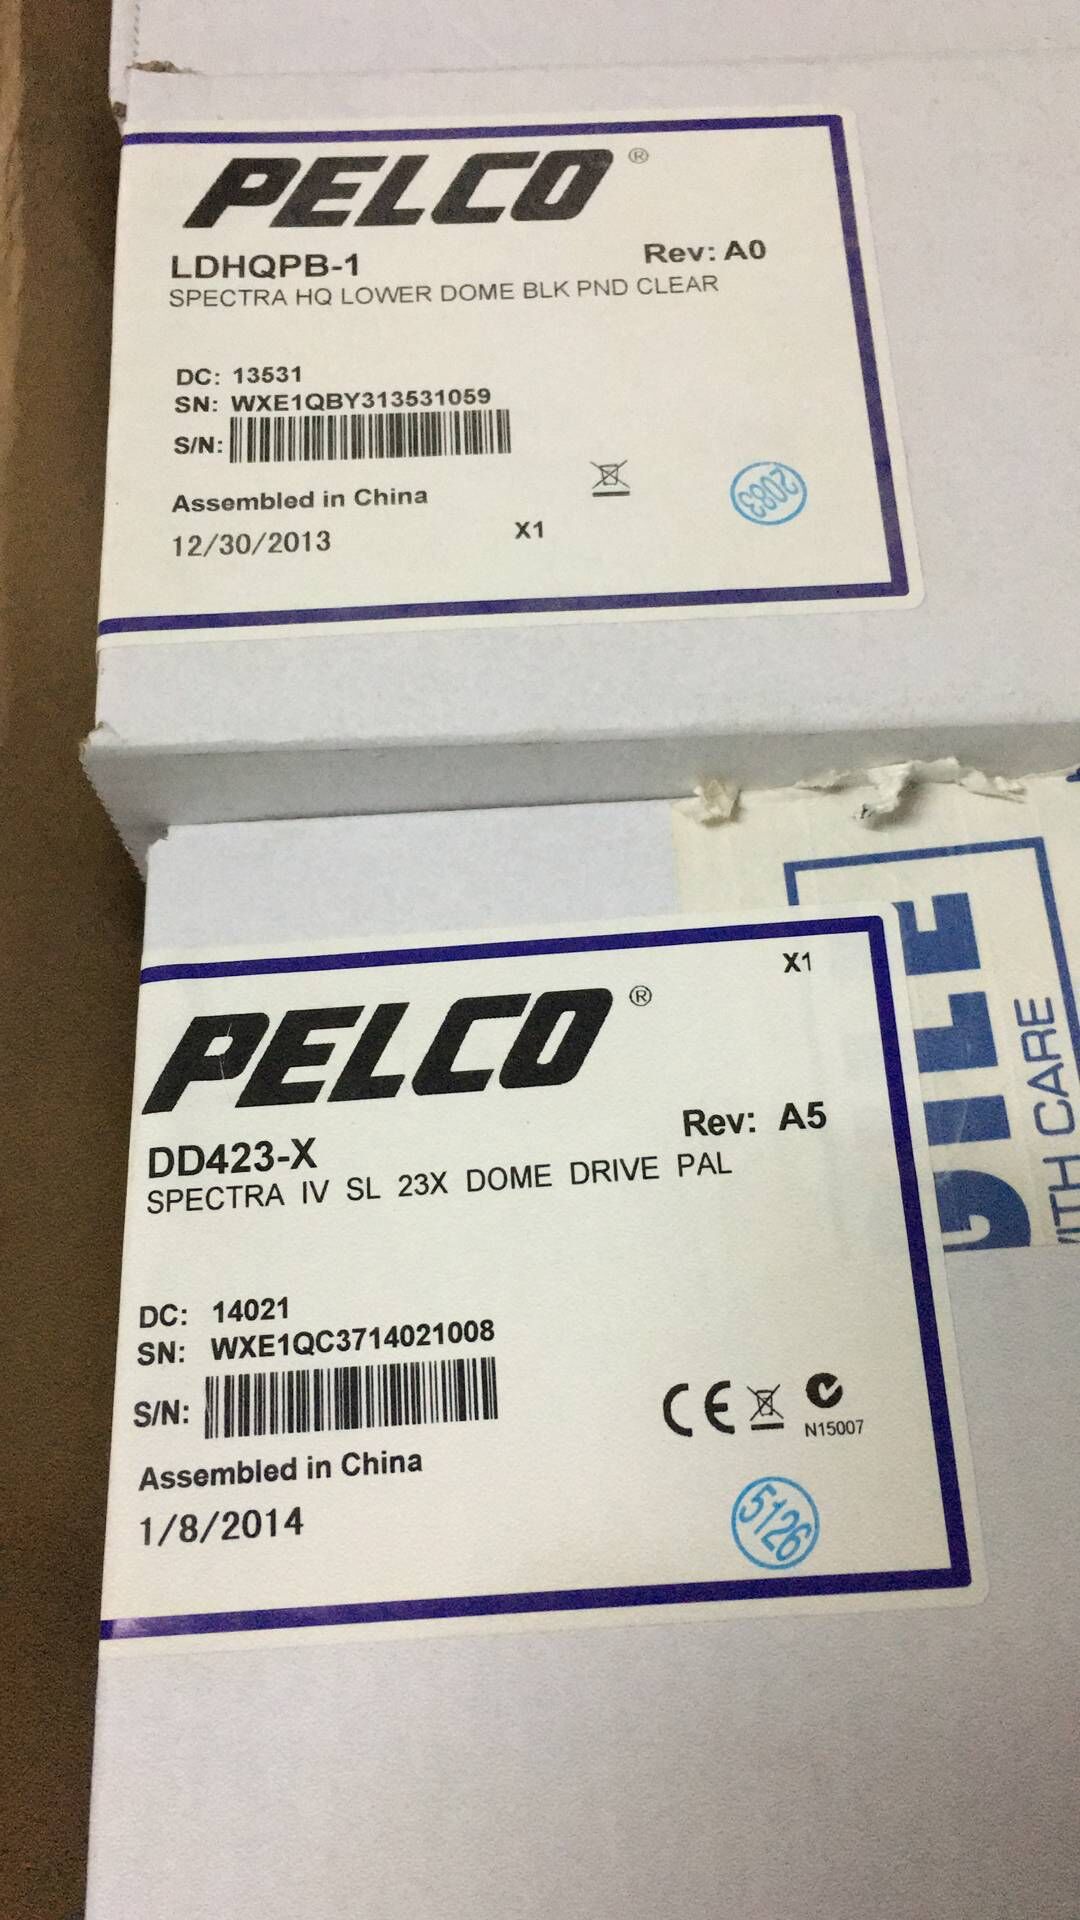 PELCO®
LDHQPB-1 Rev: A0
SPECTRA HQ LOWER DOME BLK PND CLEAR
DC: 13531
SN: WXE1QBY313531059
S/N:
Assembled in China
12/30/2013 X1
2083
X1
PELCO®
DD423-X Rev: A5
SPECTRA IV SL 23X DOME DRIVE PAL
DC: 14021
SN: WXE1QC3714021008
S/N:
CE N15007
Assembled in China
1/8/2014
5126
ITH CARE